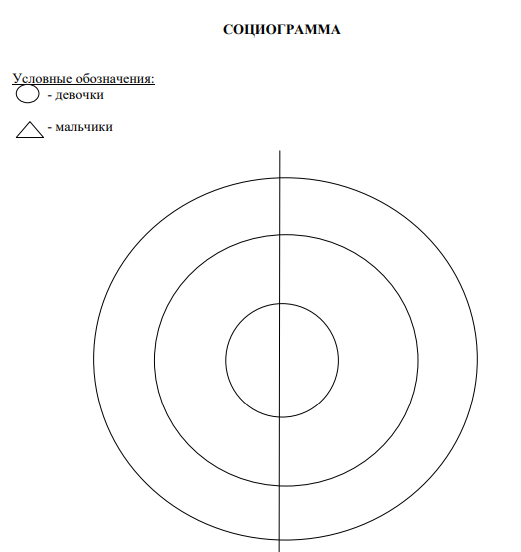 СОЦИОГРАММА
Условные обозначения:
- девочки
- мальчики